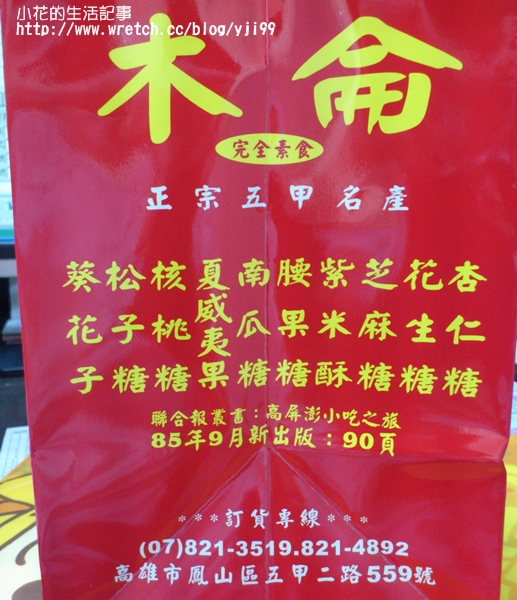 小花的生活記事
http://www.wretch.cc/blog/yji99
木侖
完全素食
正宗五甲名產
杏仁糖
花生糖
芝麻糖
紫米酥
腰果糖
南瓜糖
夏威夷果
核桃糖
松子糖
葵花子
聯合報叢書：高屏澎小吃之旅
85年9月新出版：90頁
***訂貨專線***
(07)821-3519.821-4892
高雄市鳳山區五甲二路559號